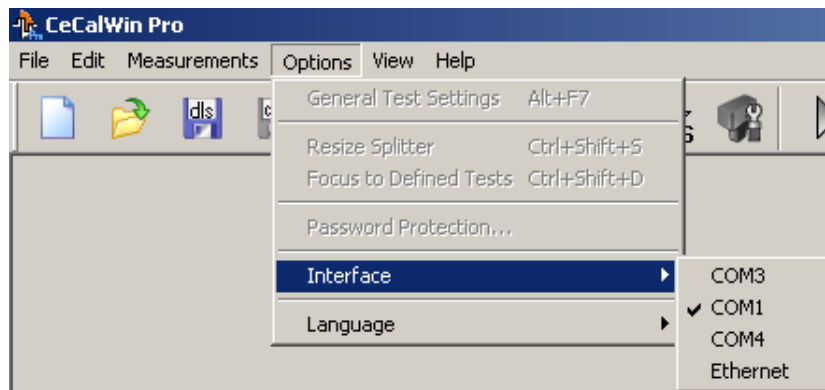 CeCalWin Pro
File Edit Measurements Options View Help
dls
General Test Settings Alt+F7
Resize Splitter Ctrl+Shift+S
Focus to Defined Tests Ctrl+Shift+D
Password Protection...
Interface
Language
COM3
COM1
COM4
Ethernet